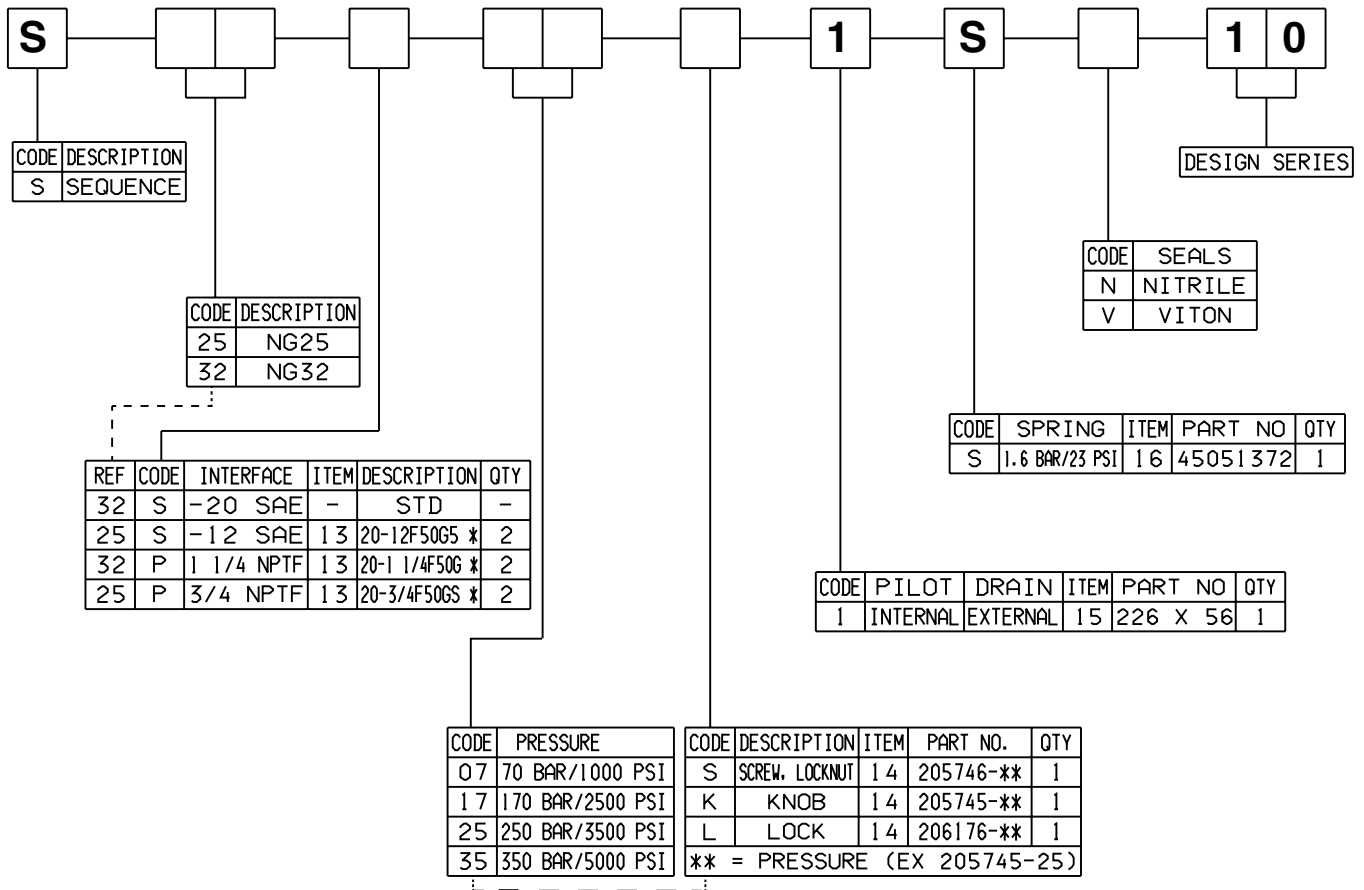 S 1 S 1 0
CODE DESCRIPTION
S SEQUENCE
DESIGN SERIES
CODE SEALS
N NITRILE
V VITON
CODE DESCRIPTION
25 NG25
32 NG32
CODE SPRING ITEM PART NO QTY
S 1.6 BAR/23 PSI 16 45051372 1
REF CODE INTERFACE ITEM DESCRIPTION QTY
32 S -20 SAE - STD -
25 S -12 SAE 13 20-12F50G5 * 2
32 P 1 1/4 NPTF 13 20-1 1/4F50G * 2
25 P 3/4 NPTF 13 20-3/4F50GS * 2
CODE PILOT DRAIN ITEM PART NO QTY
1 INTERNAL EXTERNAL 15 226 X 56 1
CODE PRESSURE
07 70 BAR/1000 PSI
17 170 BAR/2500 PSI
25 250 BAR/3500 PSI
35 350 BAR/5000 PSI
CODE DESCRIPTION ITEM PART NO. QTY
S SCREW. LOCKNUT 14 205746-** 1
K KNOB 14 205745-** 1
L LOCK 14 206176-** 1
** = PRESSURE (EX 205745-25)